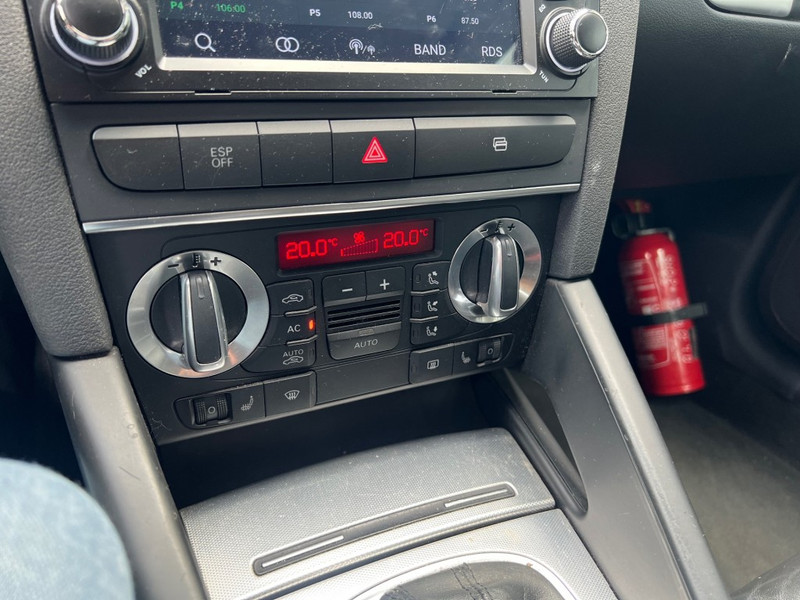 P4 106:00 P5 108.00 P6 87.50
BAND RDS
VOL TUN
ESP
OFF
20.0°C 20.0°C
- + - +
- +
AC
AUTO
AUTO